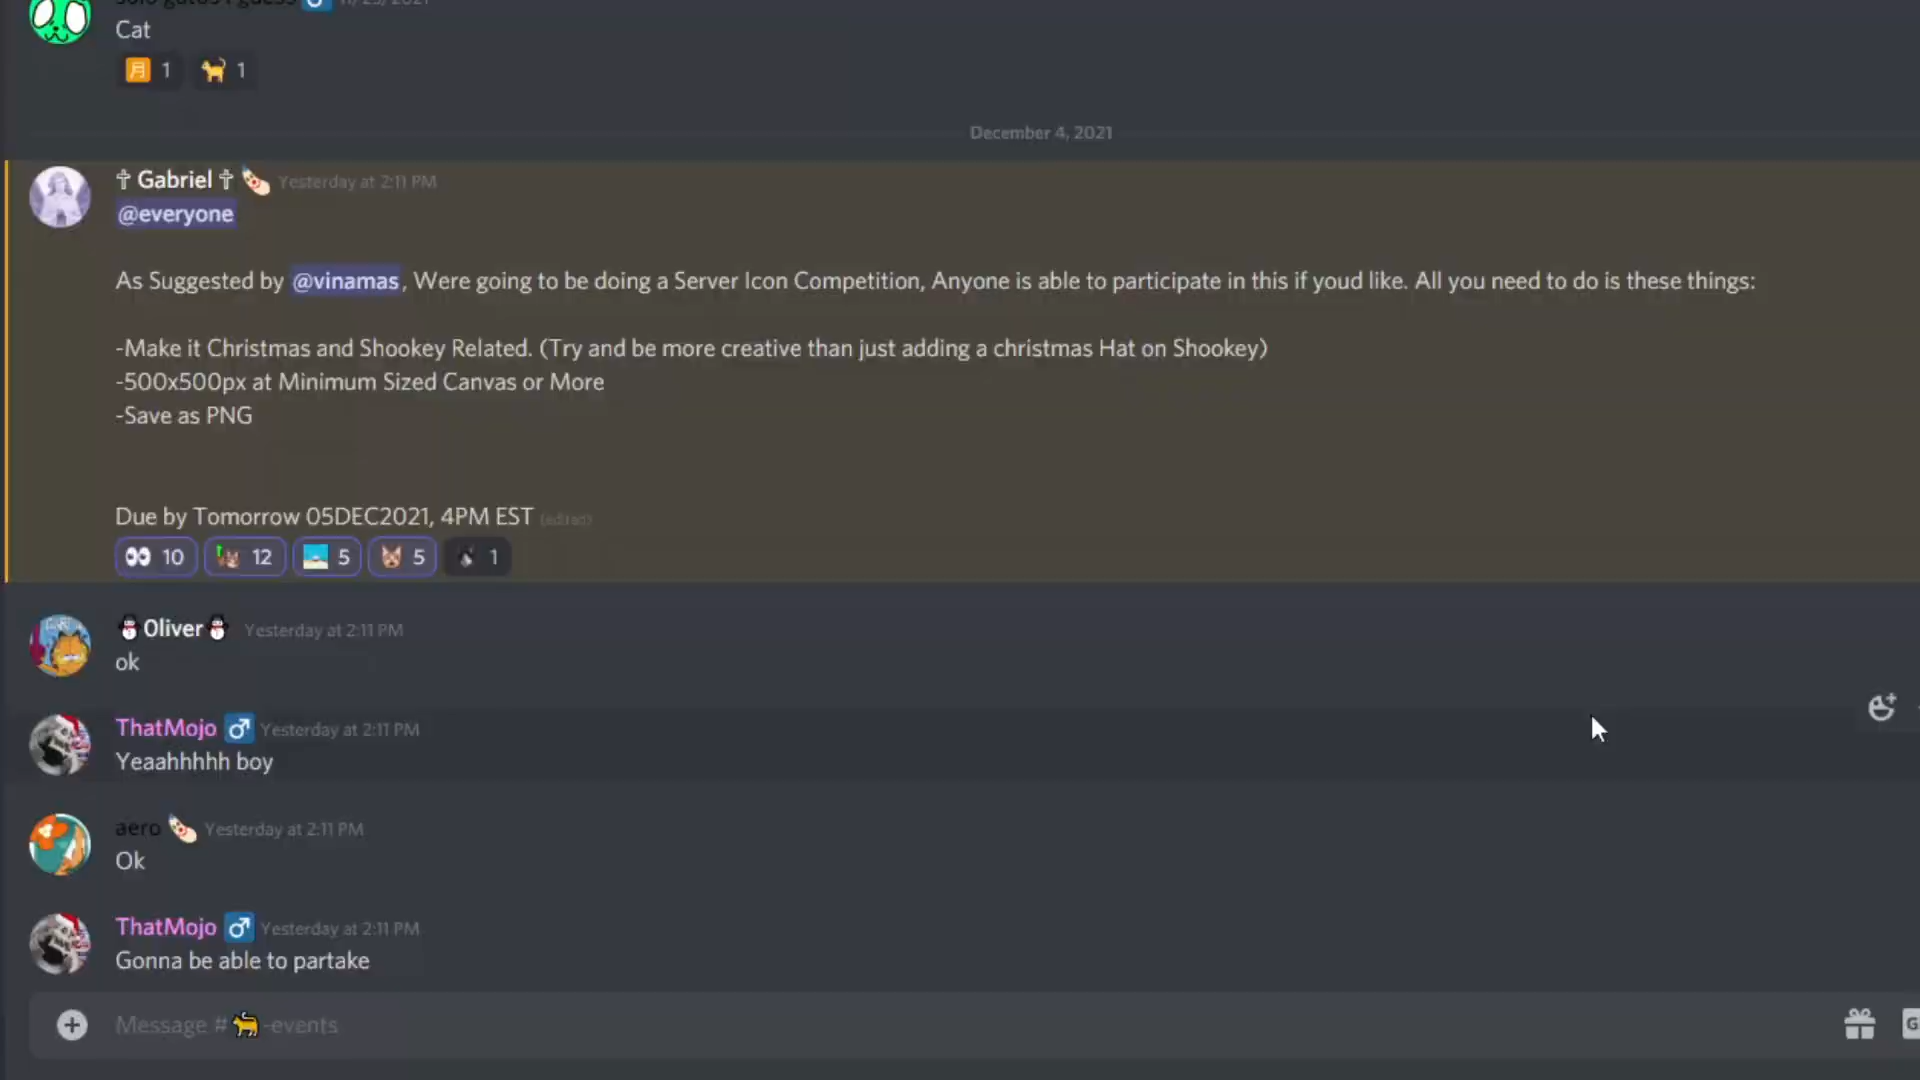 Cat
月 1 1
December 4, 2021
✝ Gabriel ✝ Yesterday at 2:11 PM
@everyone
As Suggested by @vinamas, Were going to be doing a Server Icon Competition, Anyone is able to participate in this if youd like. All you need to do is these things:
-Make it Christmas and Shookey Related. (Try and be more creative than just adding a christmas Hat on Shookey)
-500x500px at Minimum Sized Canvas or More
-Save as PNG
Due by Tomorrow 05DEC2021, 4PM EST (edited)
10 12 5 5 1
⛄Oliver⛄ Yesterday at 2:11 PM
ok
ThatMojo ♂ Yesterday at 2:11 PM
Yeaahhhhh boy
aero Yesterday at 2:11 PM
Ok
ThatMojo ♂ Yesterday at 2:11 PM
Gonna be able to partake
Message #🐈-events